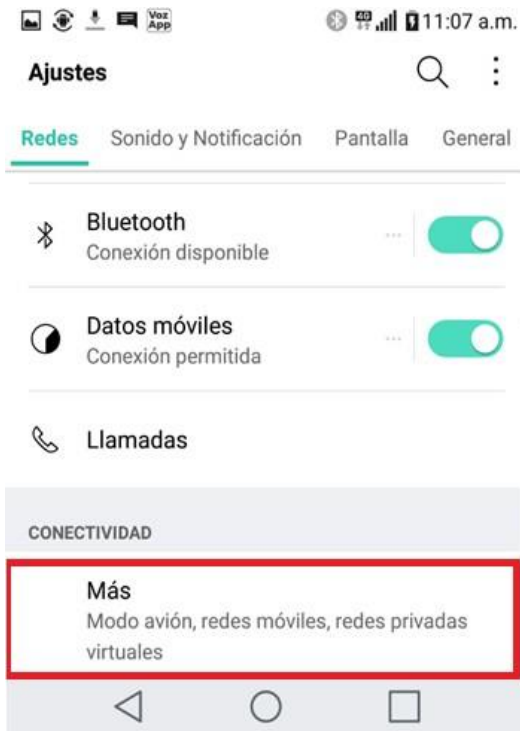 Voz
App
4G
11:07 a.m.
Ajustes
Redes Sonido y Notificación Pantalla General
Bluetooth
Conexión disponible
Datos móviles
Conexión permitida
Llamadas
CONECTIVIDAD
Más
Modo avión, redes móviles, redes privadas
virtuales